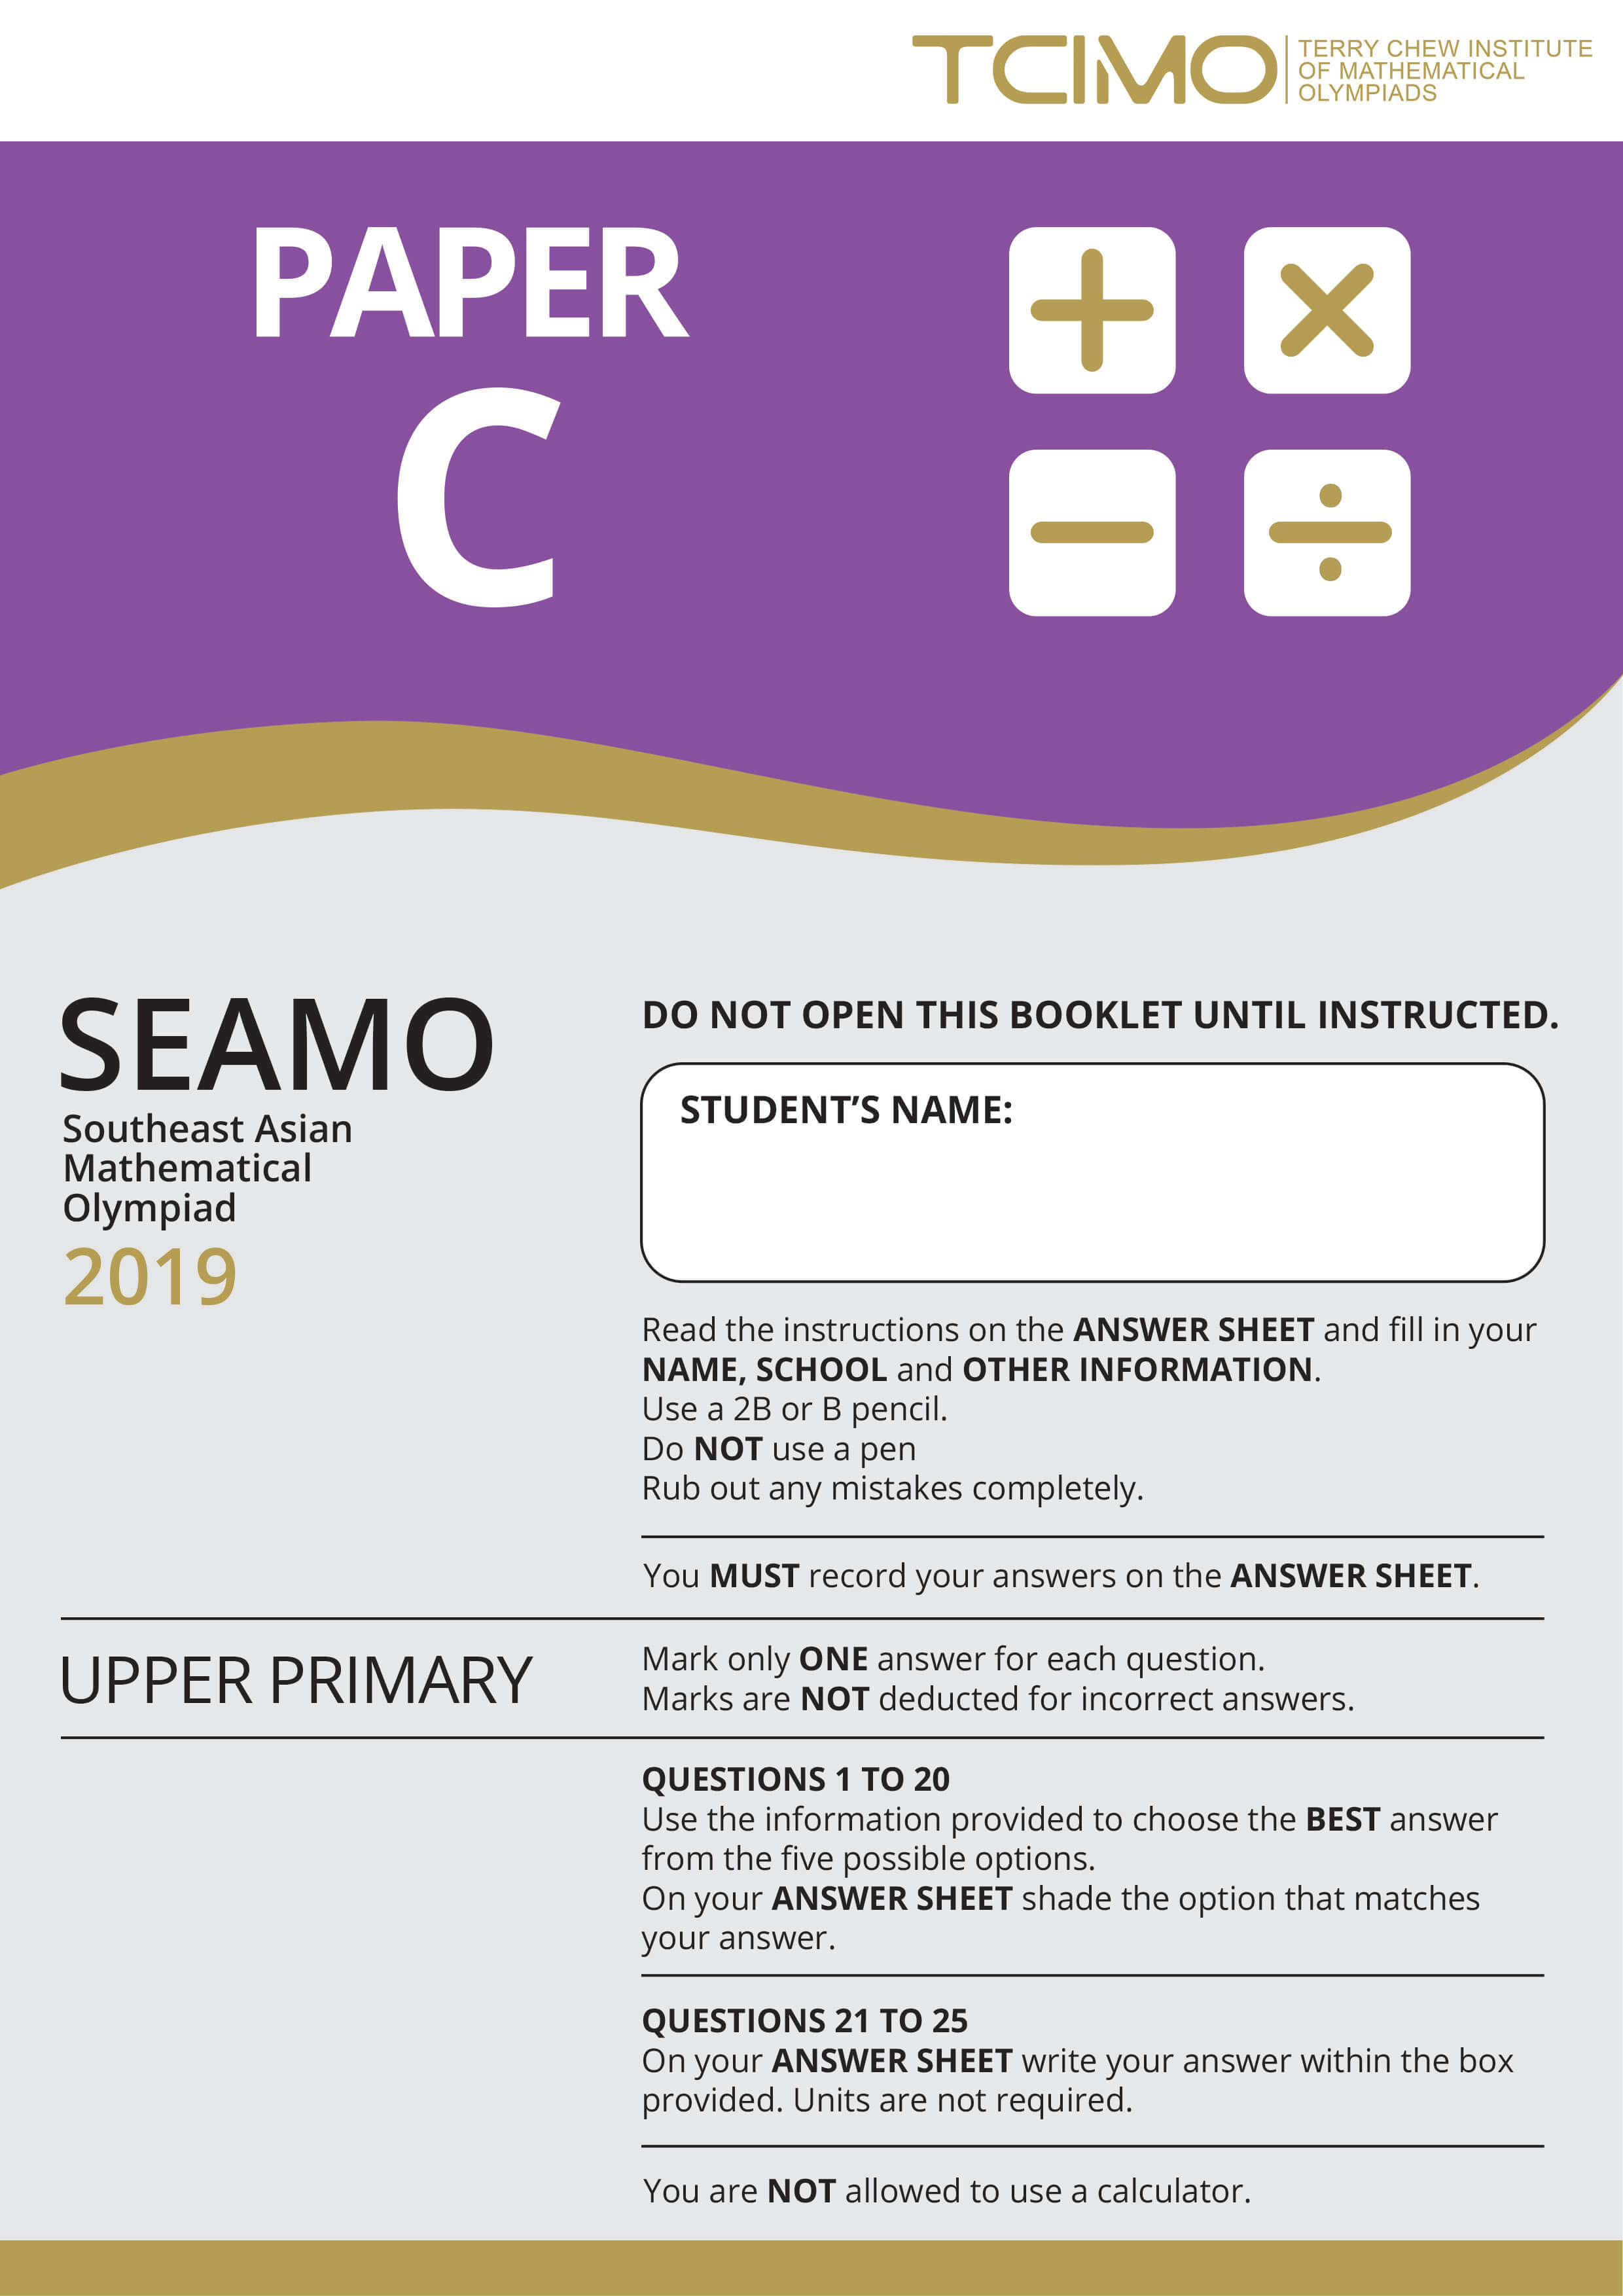 TCIMO
TERRY CHEW INSTITUTE
OF MATHEMATICAL
OLYMPIADS
PAPER
C
SEAMO
Southeast Asian
Mathematical
Olympiad
2019
DO NOT OPEN THIS BOOKLET UNTIL INSTRUCTED.
STUDENT’S NAME:
Read the instructions on the ANSWER SHEET and fill in your
NAME, SCHOOL and OTHER INFORMATION.
Use a 2B or B pencil.
Do NOT use a pen
Rub out any mistakes completely.
You MUST record your answers on the ANSWER SHEET.
UPPER PRIMARY
Mark only ONE answer for each question.
Marks are NOT deducted for incorrect answers.
QUESTIONS 1 TO 20
Use the information provided to choose the BEST answer
from the five possible options.
On your ANSWER SHEET shade the option that matches
your answer.
QUESTIONS 21 TO 25
On your ANSWER SHEET write your answer within the box
provided. Units are not required.
You are NOT allowed to use a calculator.